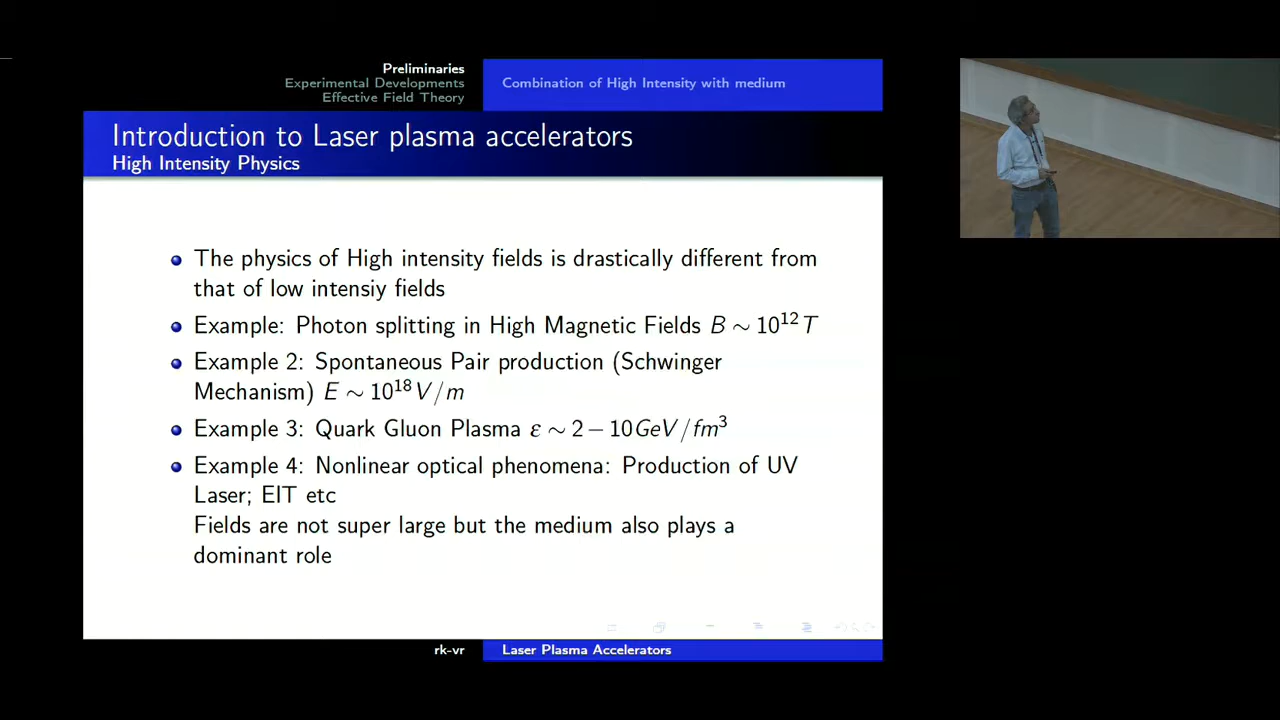 Preliminaries
Experimental Developments
Effective Field Theory
Combination of High Intensity with medium
Introduction to Laser plasma accelerators
High Intensity Physics
The physics of High intensity fields is drastically different from
that of low intensiy fields
Example: Photon splitting in High Magnetic Fields B ∼ 10¹² T
Example 2: Spontaneous Pair production (Schwinger
Mechanism) E ∼ 10¹⁸ V/m
Example 3: Quark Gluon Plasma ε ∼ 2 − 10GeV/fm³
Example 4: Nonlinear optical phenomena: Production of UV
Laser; EIT etc
Fields are not super large but the medium also plays a
dominant role
rk-vr
Laser Plasma Accelerators